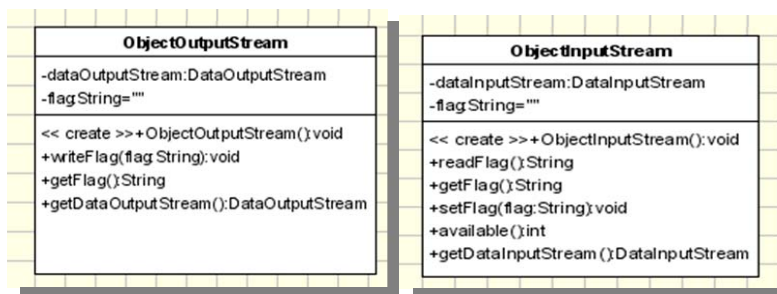 ObjectOutputStream
-dataOutputStream:DataOutputStream
-flag:String=""
<< create >>+ObjectOutputStream():void
+writeFlag(flag:String):void
+getFlag():String
+getDataOutputStream():DataOutputStream
ObjectInputStream
-dataInputStream:DataInputStream
-flag:String=""
<< create >>+ObjectInputStream():void
+readFlag():String
+getFlag():String
+setFlag(flag:String):void
+available():int
+getDataInputStream():DataInputStream